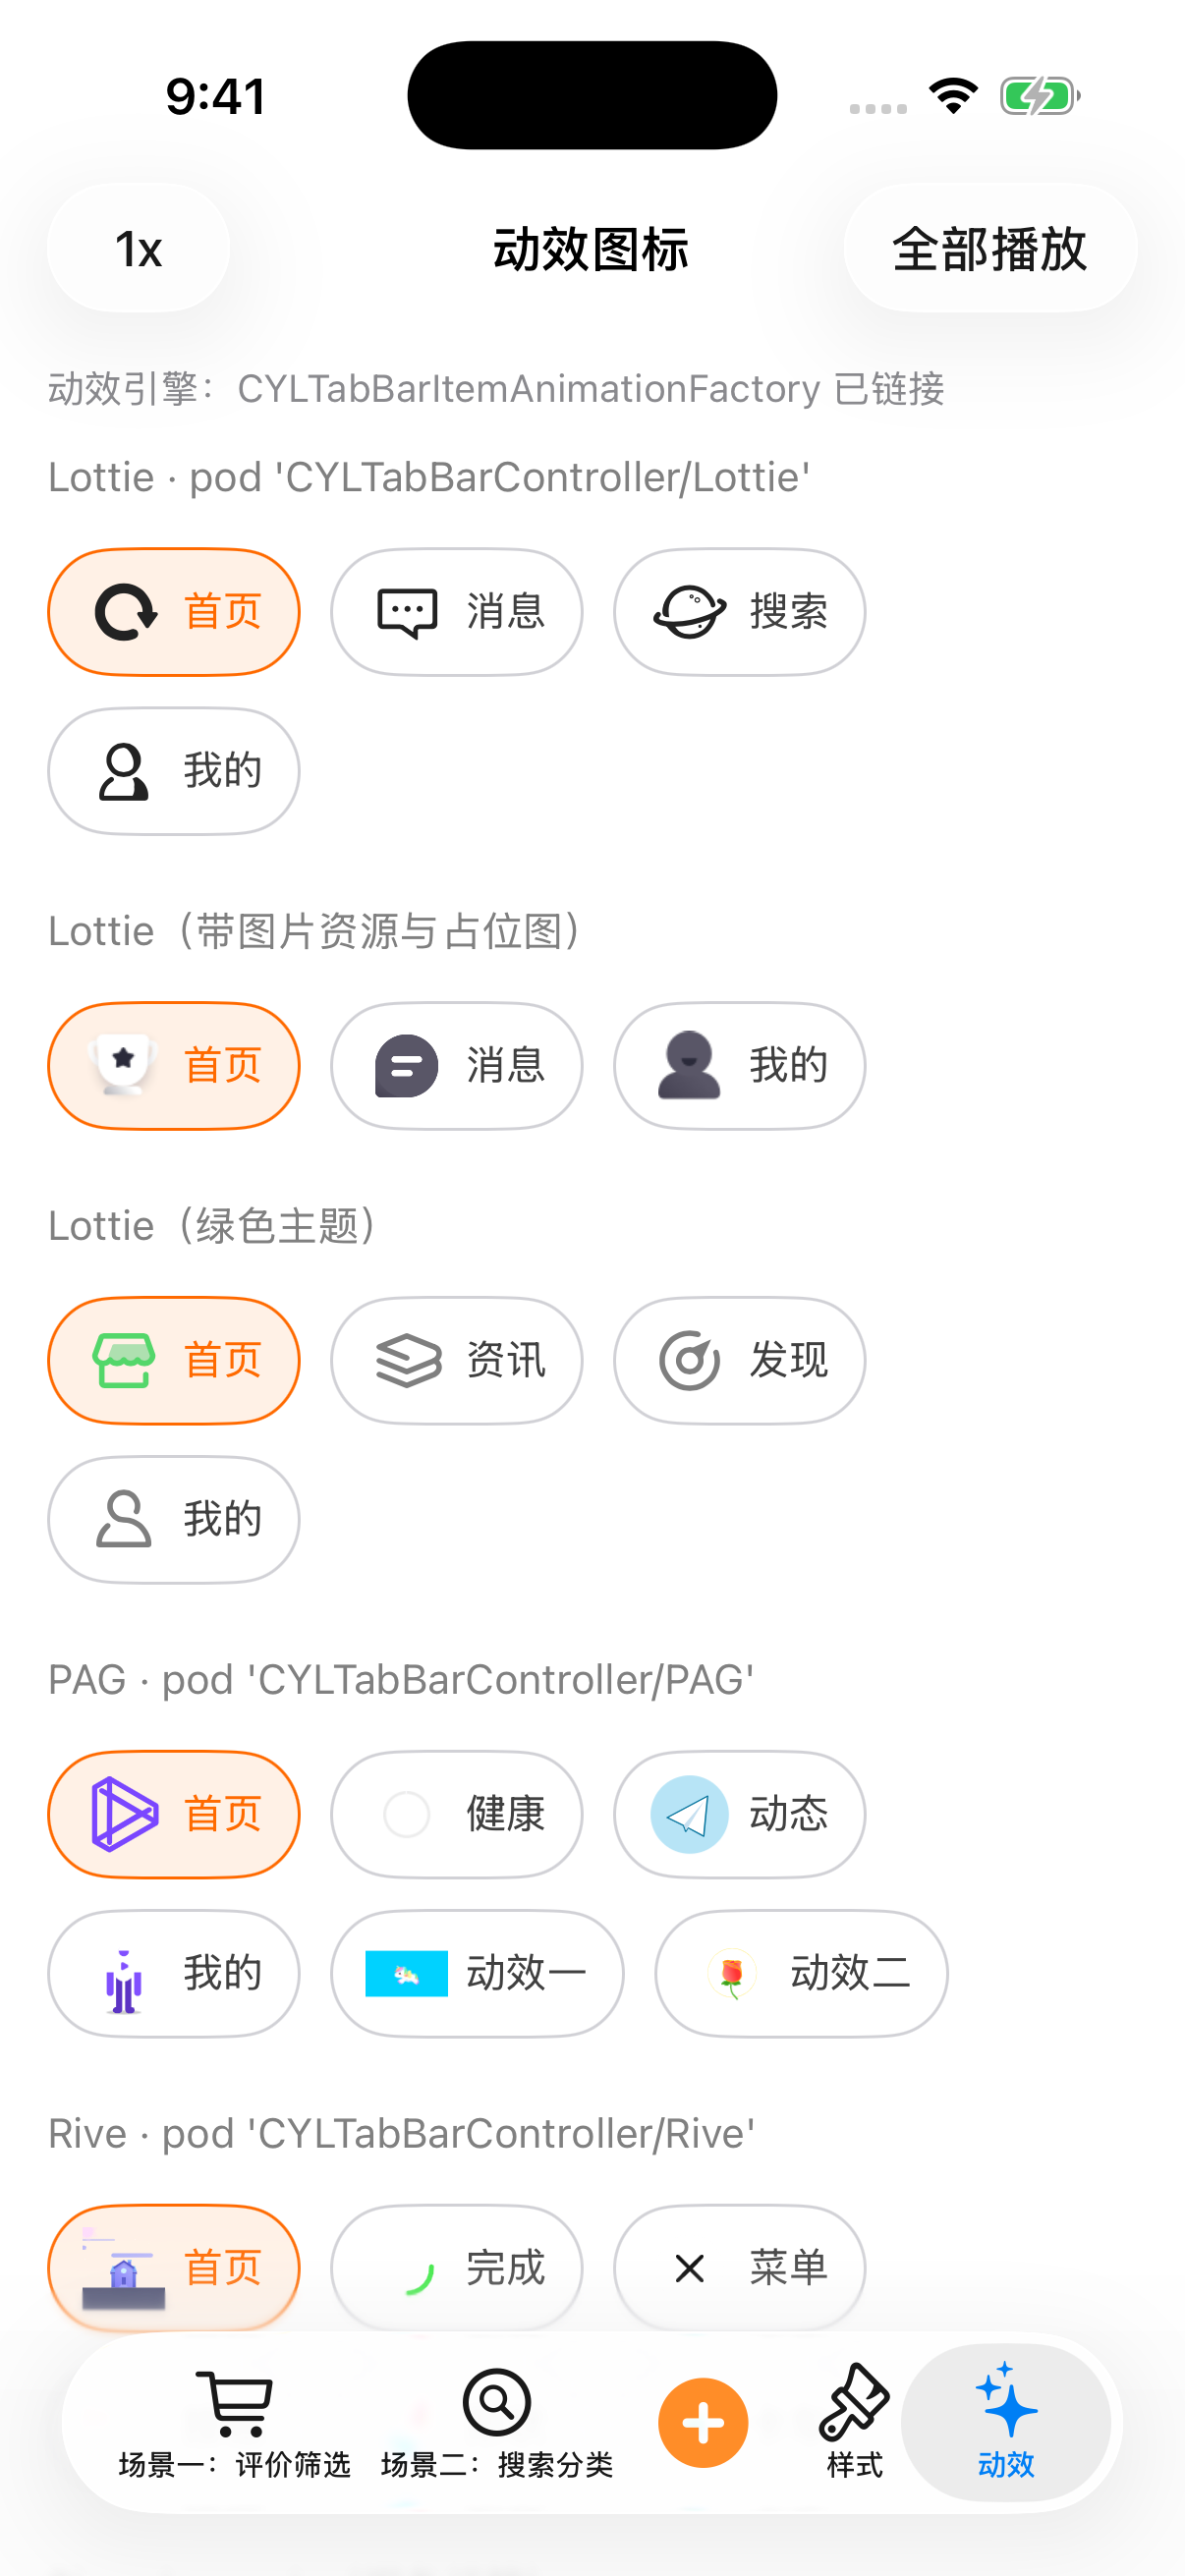 9:41
1x 动效图标 全部播放
动效引擎：CYLTabBarItemAnimationFactory 已链接
Lottie · pod 'CYLTabBarController/Lottie'
首页 消息 搜索
我的
Lottie（带图片资源与占位图）
首页 消息 我的
Lottie（绿色主题）
首页 资讯 发现
我的
PAG · pod 'CYLTabBarController/PAG'
首页 健康 动态
我的 动效一 动效二
Rive · pod 'CYLTabBarController/Rive'
首页 完成 菜单
场景一：评价筛选 场景二：搜索分类 样式 动效